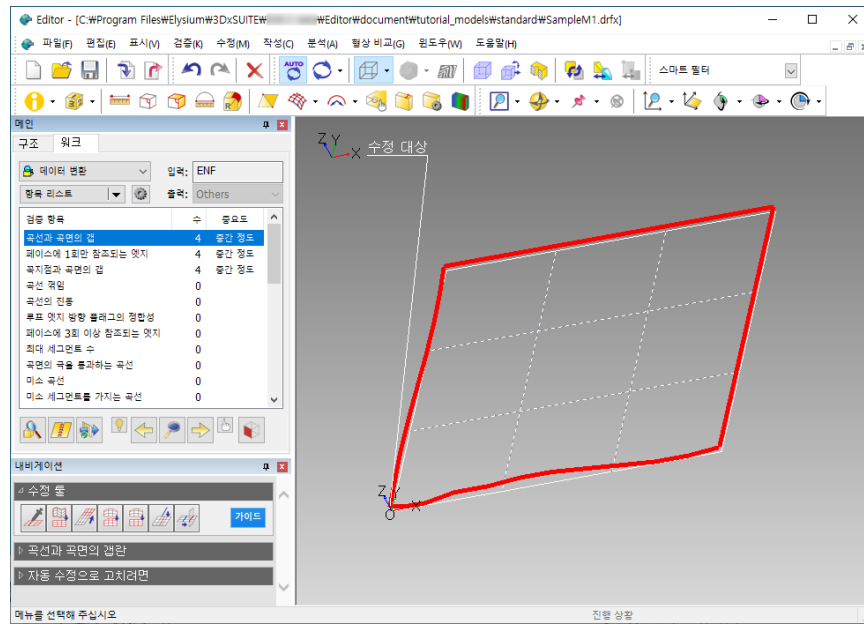 Editor - [C:₩Program Files₩Elysium₩3DxSUITE₩ ₩Editor₩document₩tutorial_models₩standard₩SampleM1.drfx]
파일(F) 편집(E) 표시(V) 검증(K) 수정(M) 작성(C) 분석(A) 형상 비교(G) 윈도우(W) 도움말(H)
AUTO
스마트 필터
메인
구조 워크
데이터 변환 입력: ENF
항목 리스트 출력: Others
검증 항목 수 중요도
곡선과 곡면의 갭 4 중간 정도
페이스에 1회만 참조되는 엣지 4 중간 정도
꼭지점과 곡면의 갭 4 중간 정도
곡선 꺾임 0
곡선의 진동 0
루프 엣지 방향 플래그의 정합성 0
페이스에 3회 이상 참조되는 엣지 0
최대 세그먼트 수 0
곡면의 극을 통과하는 곡선 0
미소 곡선 0
미소 세그먼트를 가지는 곡선 0
내비게이션
수정 툴
가이드
곡선과 곡면의 갭란
자동 수정으로 고치려면
Z Y X 수정 대상
Z Y X
O
메뉴를 선택해 주십시오 진행 상황